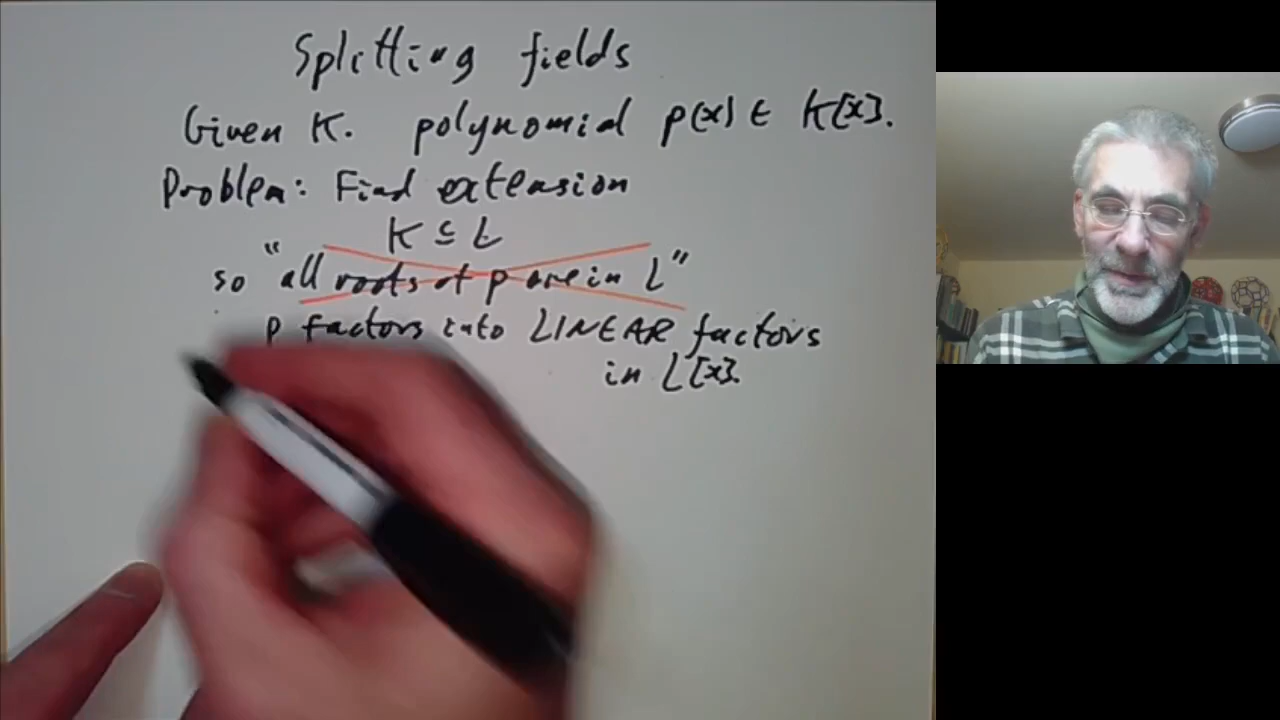 Splitting fields
Given K. polynomial p(x) ∈ K[x].
Problem: Find extension
K ⊆ L
so "all roots of p are in L"
p factors into LINEAR factors
in L[x].